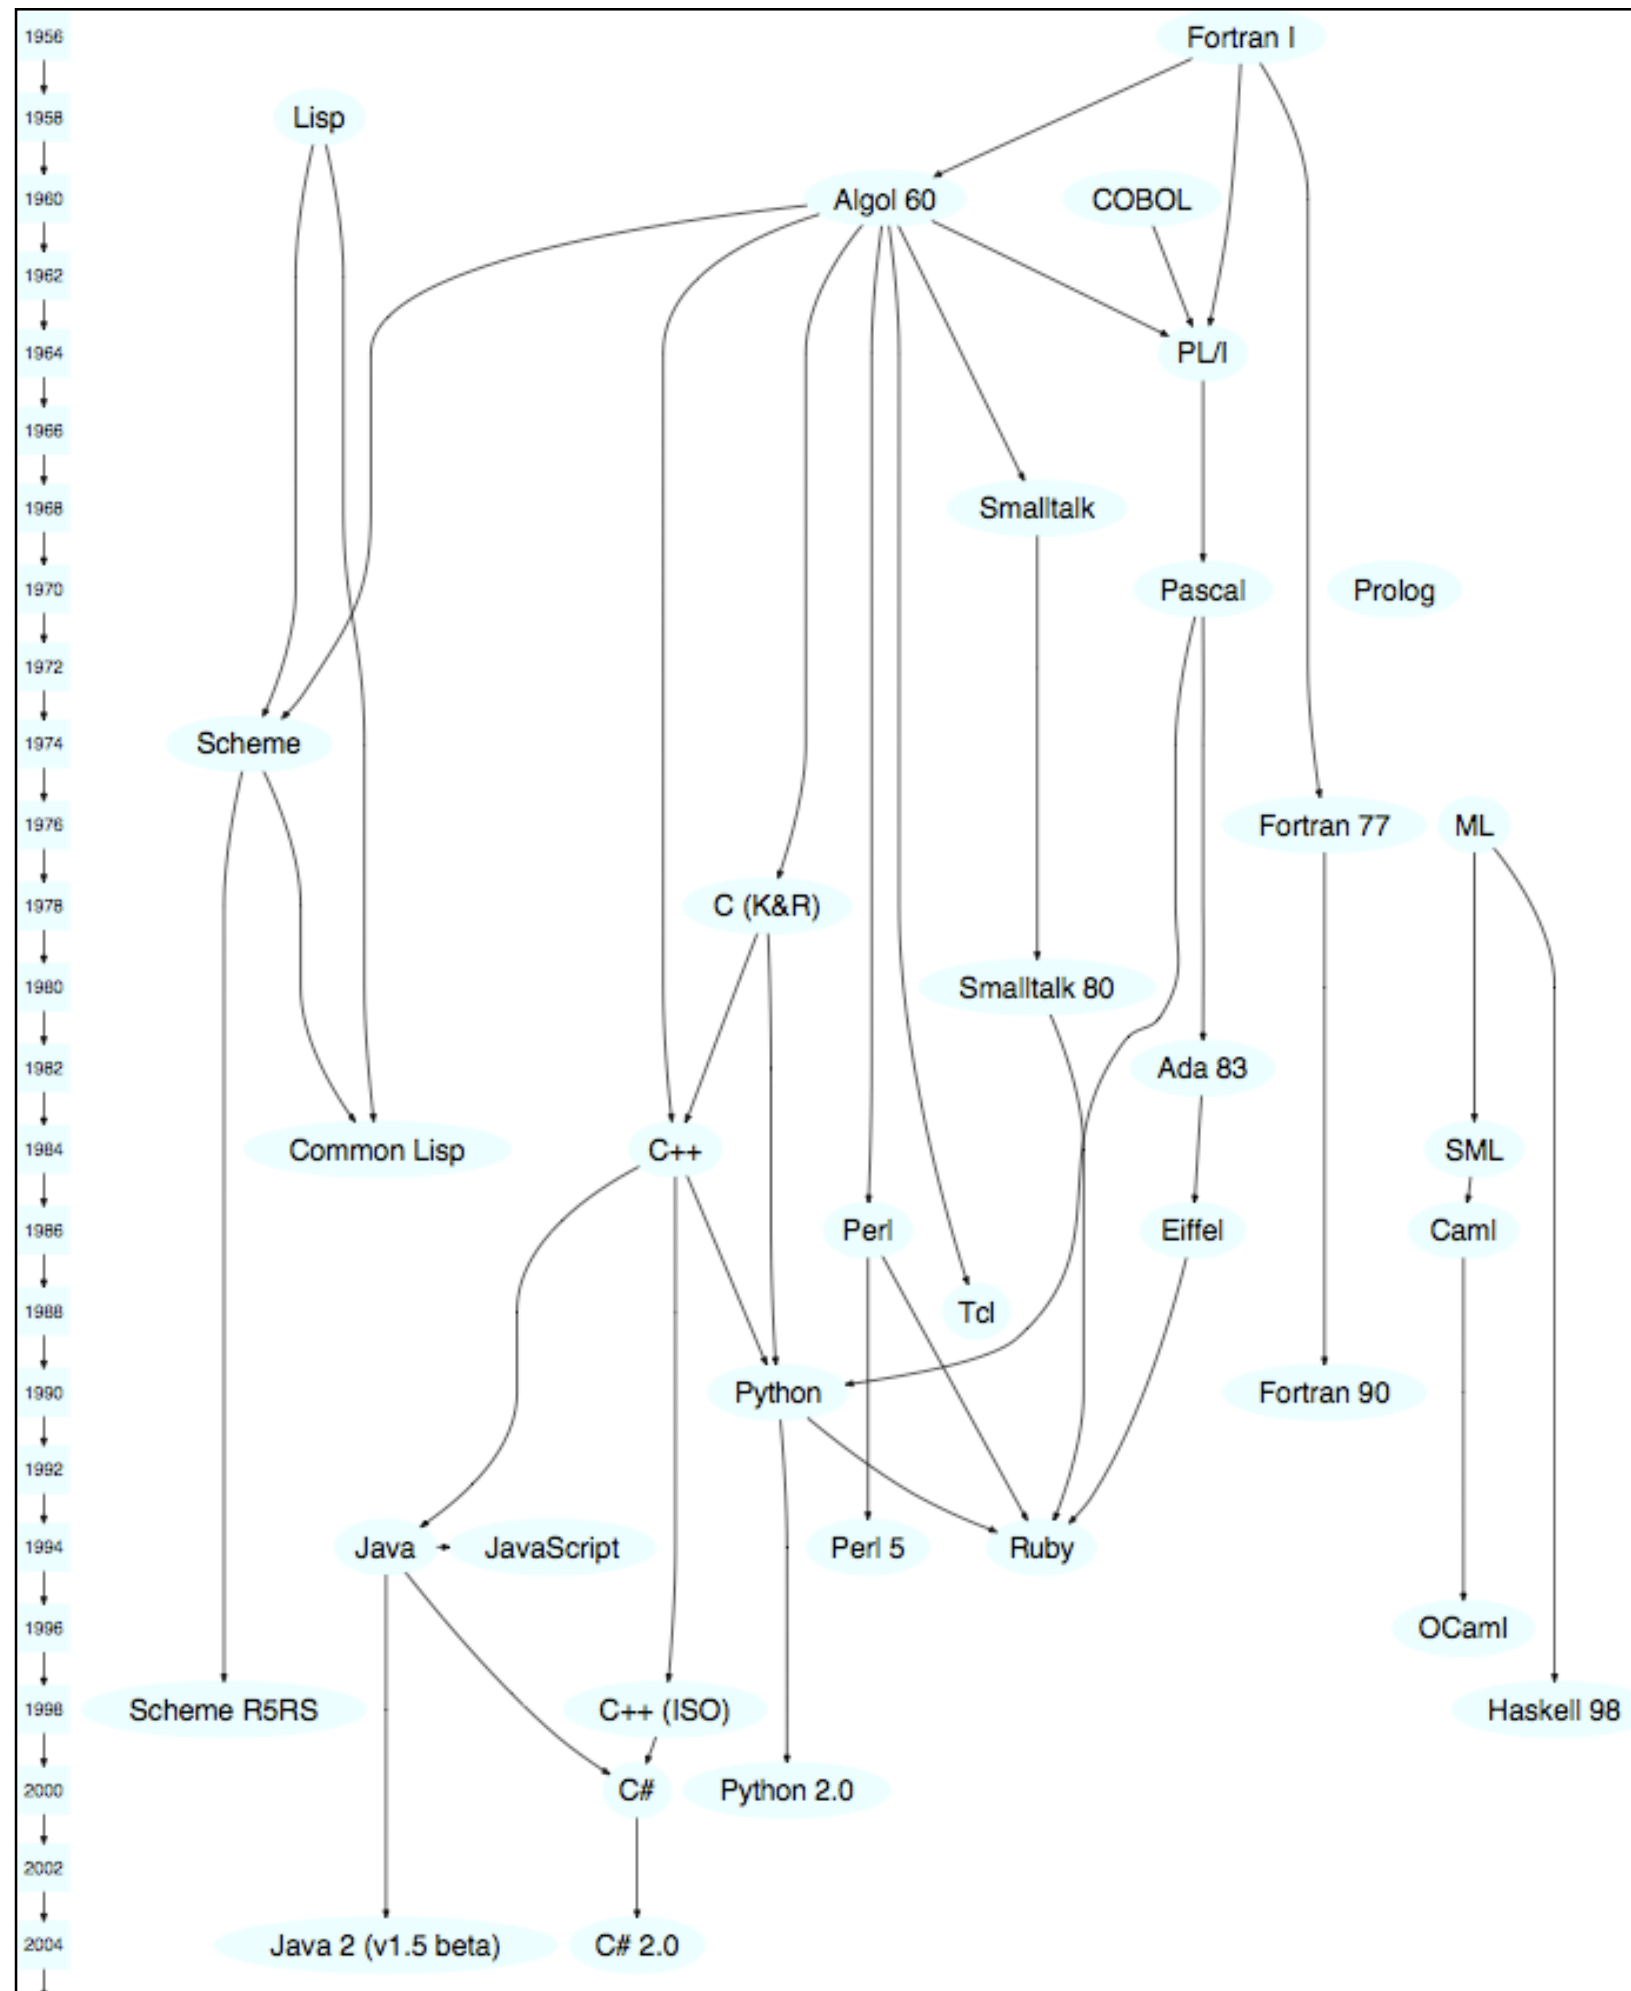 1956
Fortran I
1958
Lisp
1960
Algol 60
COBOL
1962
1964
PL/I
1966
1968
Smalltalk
1970
Pascal
Prolog
1972
1974
Scheme
1976
Fortran 77
ML
1978
C (K&R)
1980
Smalltalk 80
1982
Ada 83
1984
Common Lisp
C++
SML
1986
Perl
Eiffel
Caml
1988
Tcl
1990
Python
Fortran 90
1992
1994
Java
JavaScript
Perl 5
Ruby
1996
OCaml
1998
Scheme R5RS
C++ (ISO)
Haskell 98
2000
C#
Python 2.0
2002
2004
Java 2 (v1.5 beta)
C# 2.0